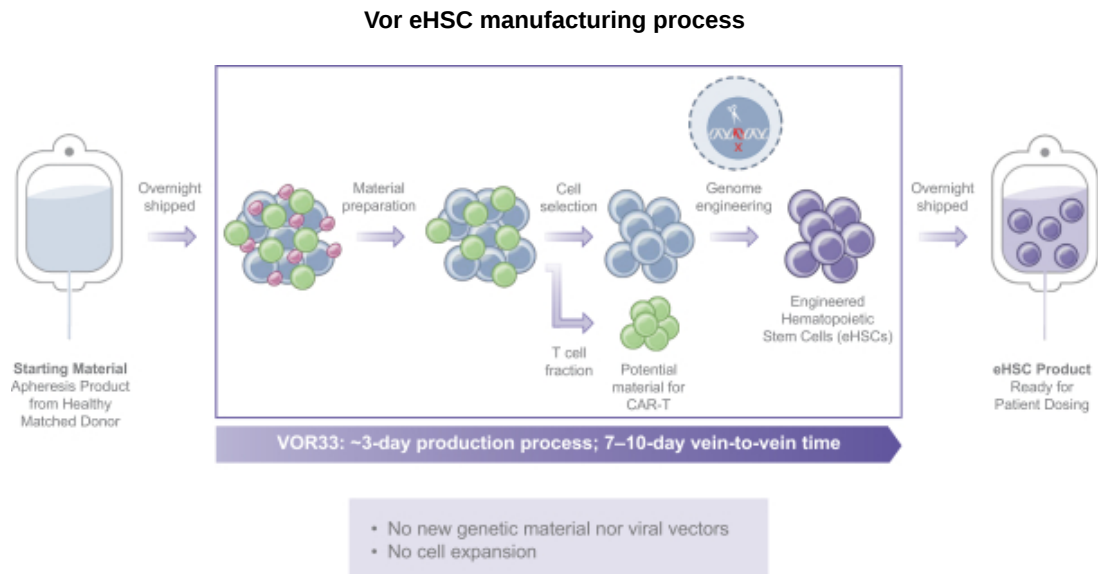 Vor eHSC manufacturing process
Overnight
shipped
Material
preparation
Cell
selection
Genome
engineering
Overnight
shipped
X
Engineered
Hematopoietic
Stem Cells (eHSCs)
T cell
fraction
Potential
material for
CAR-T
Starting Material
Apheresis Product
from Healthy
Matched Donor
eHSC Product
Ready for
Patient Dosing
VOR33: ~3-day production process; 7–10-day vein-to-vein time
• No new genetic material nor viral vectors
• No cell expansion